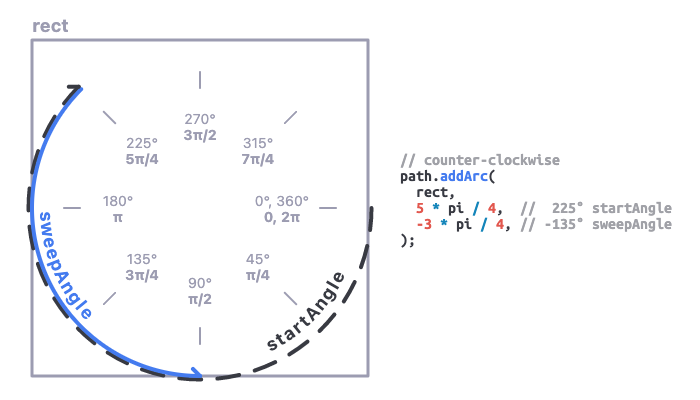 rect
270°
3π/2
225°
5π/4
315°
7π/4
180°
π
0°, 360°
0, 2π
135°
3π/4
45°
π/4
90°
π/2
sweepAngle
startAngle
// counter-clockwise
path.addArc(
rect,
5 * pi / 4,  //  225° startAngle
-3 * pi / 4, // -135° sweepAngle
);